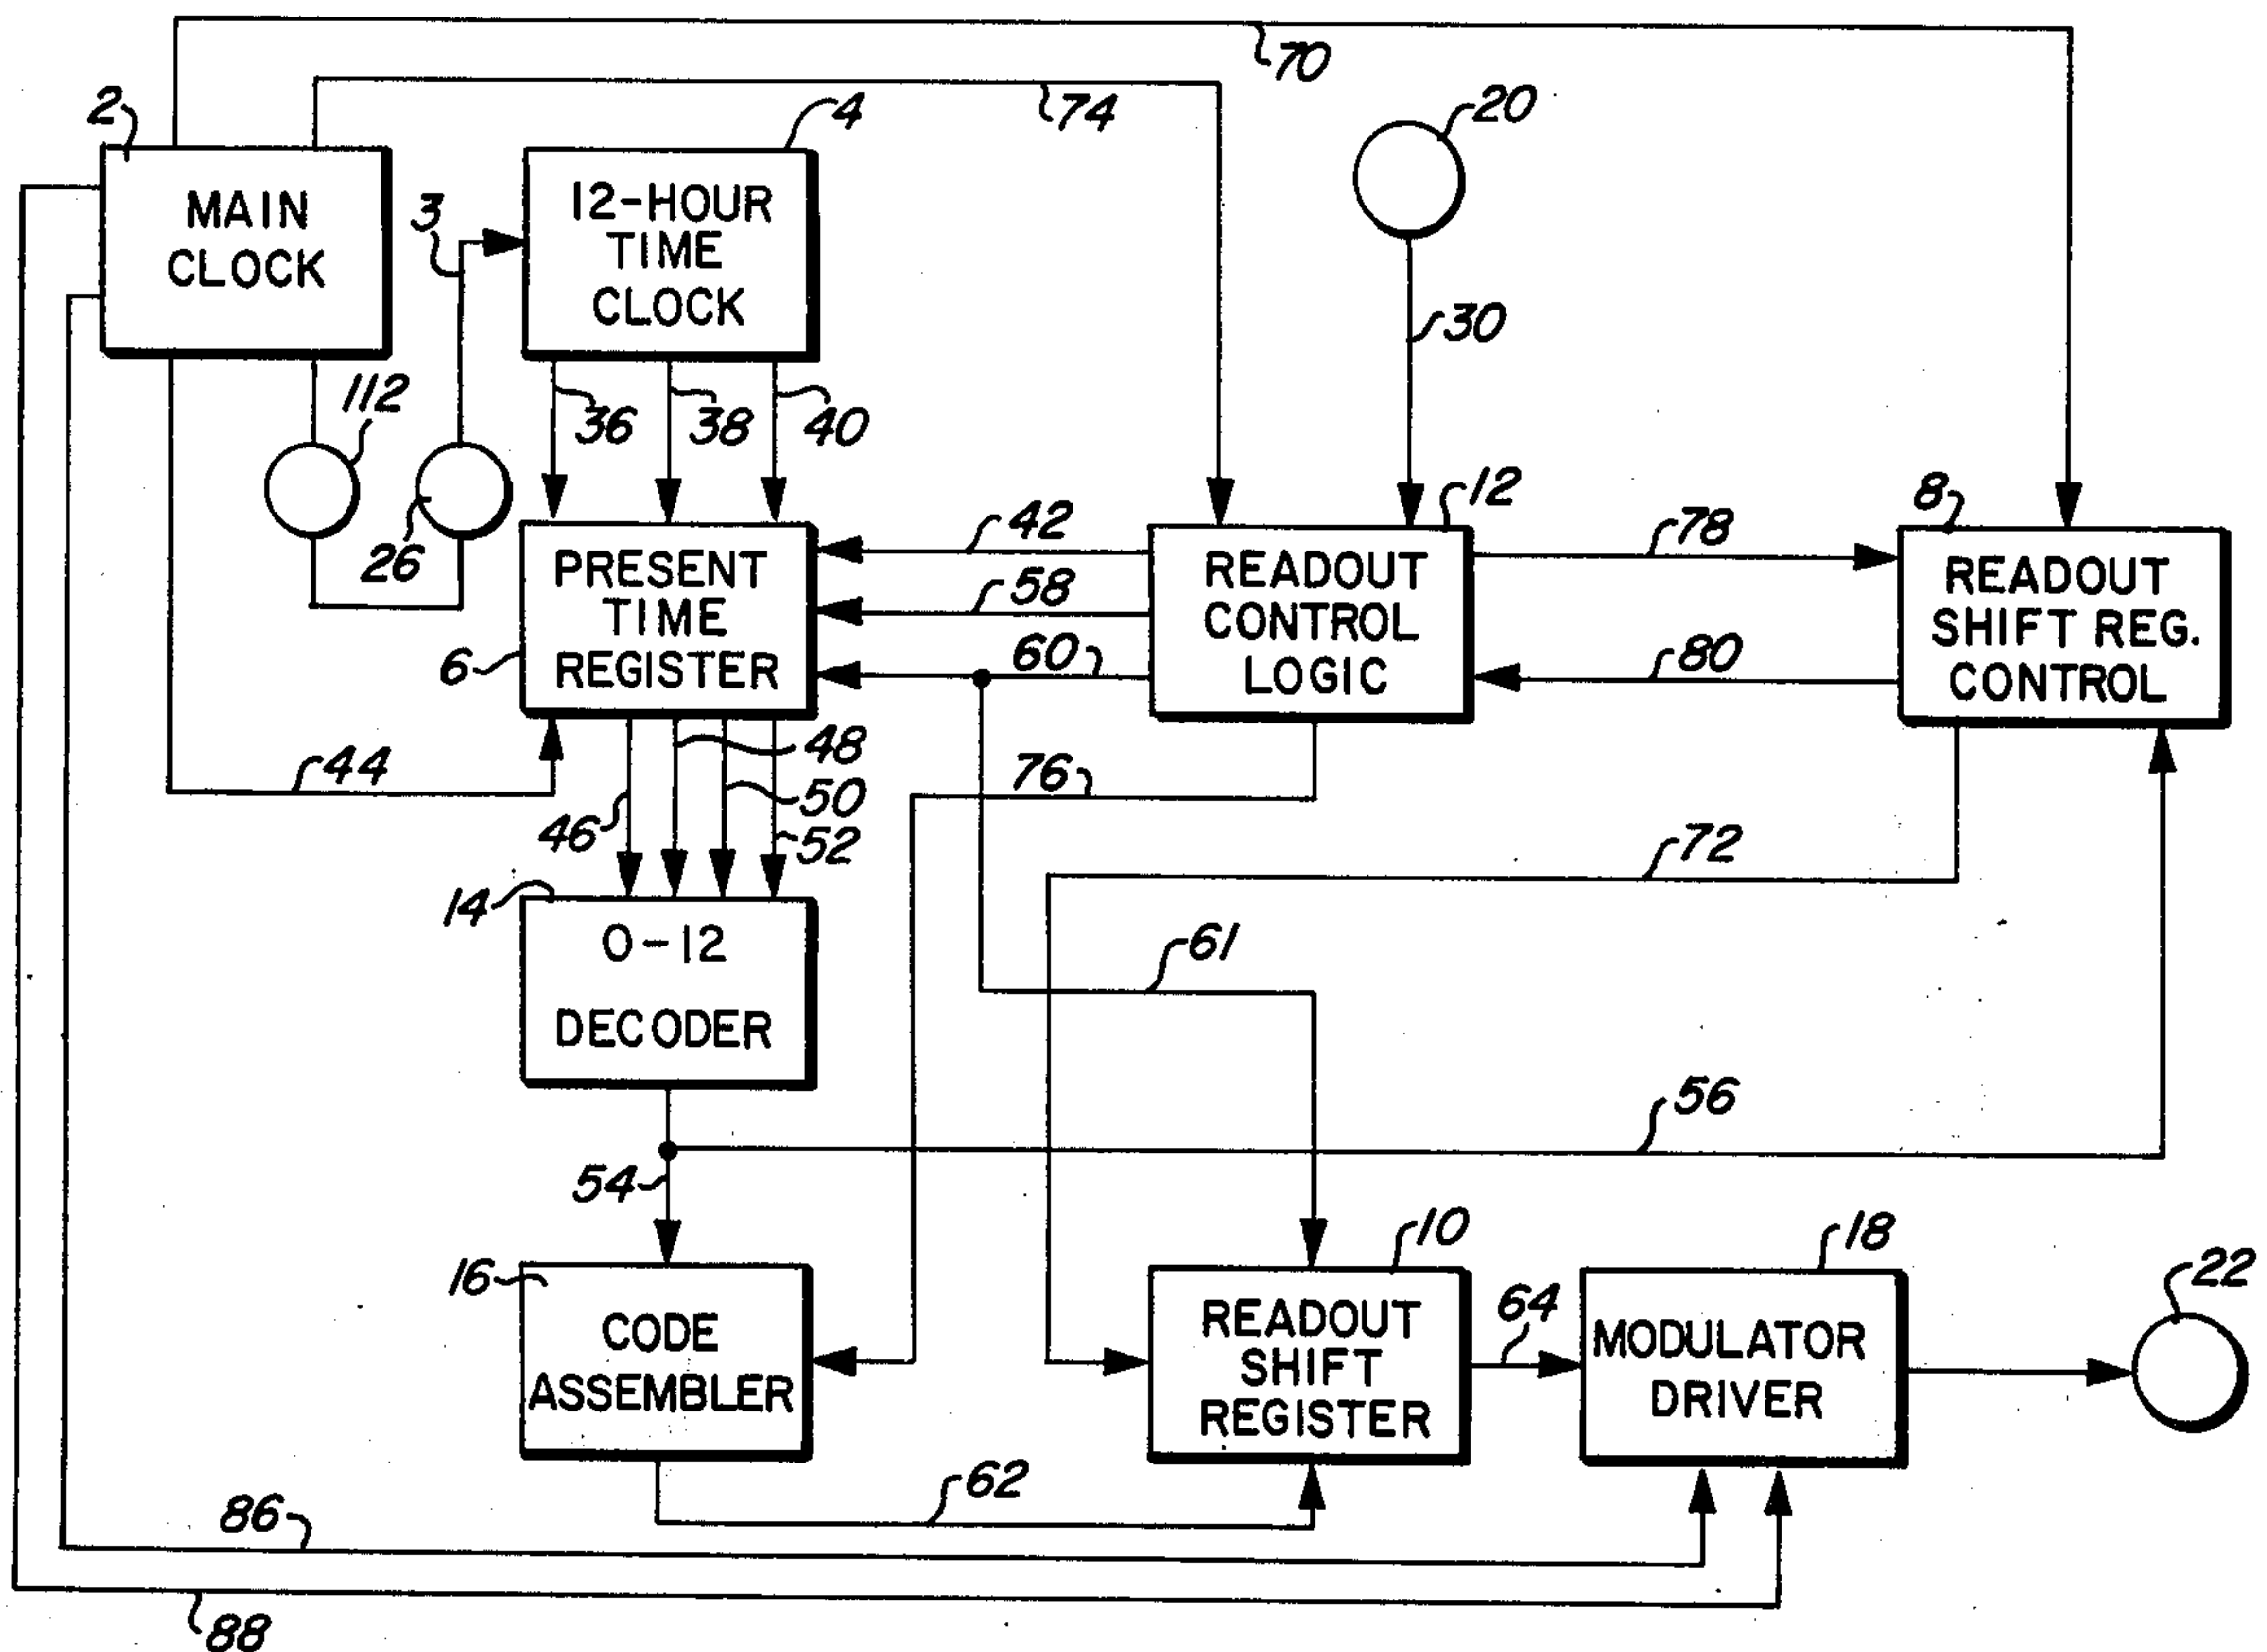 70
74
2
4
20
MAIN
CLOCK
3
12-HOUR
TIME
CLOCK
30
112
36
38
40
26
42
12
78
8
PRESENT
TIME
REGISTER
58
READOUT
CONTROL
LOGIC
READOUT
SHIFT REG.
CONTROL
6
60
80
44
48
76
50
46
52
72
14
0-12
DECODER
61
56
54
16
10
18
22
CODE
ASSEMBLER
READOUT
SHIFT
REGISTER
64
MODULATOR
DRIVER
62
86
88